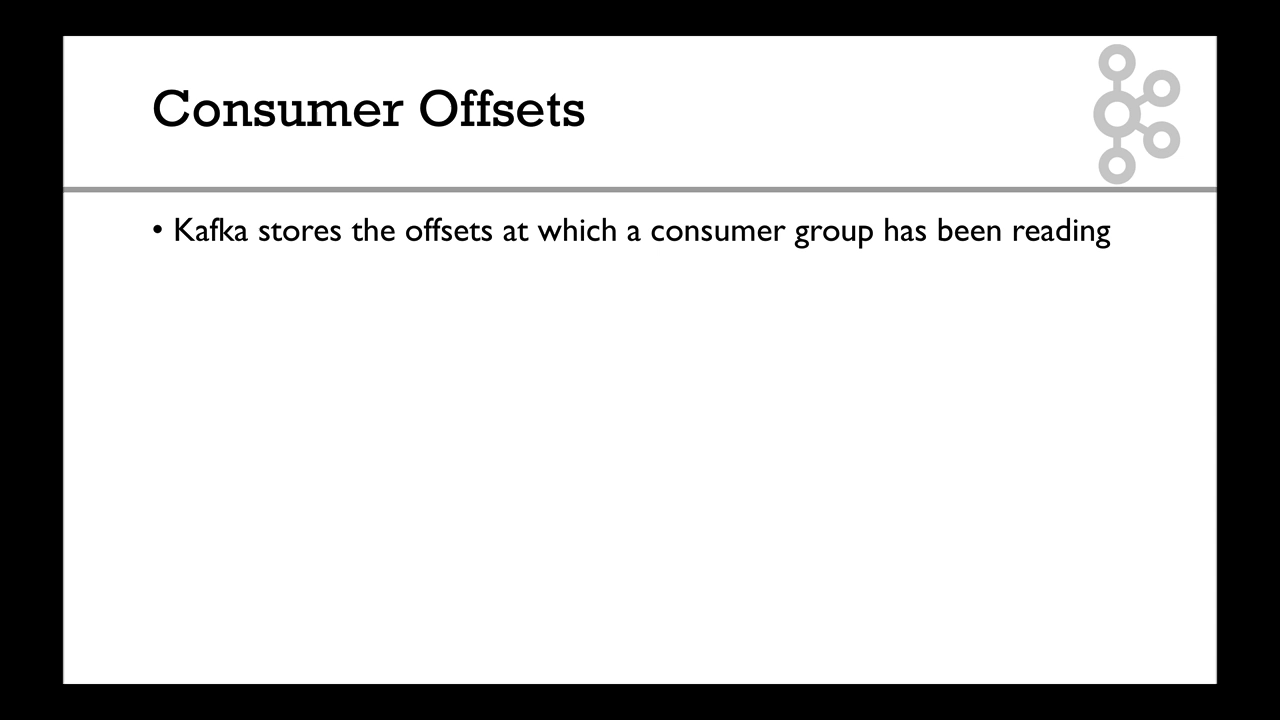 Consumer Offsets
• Kafka stores the offsets at which a consumer group has been reading